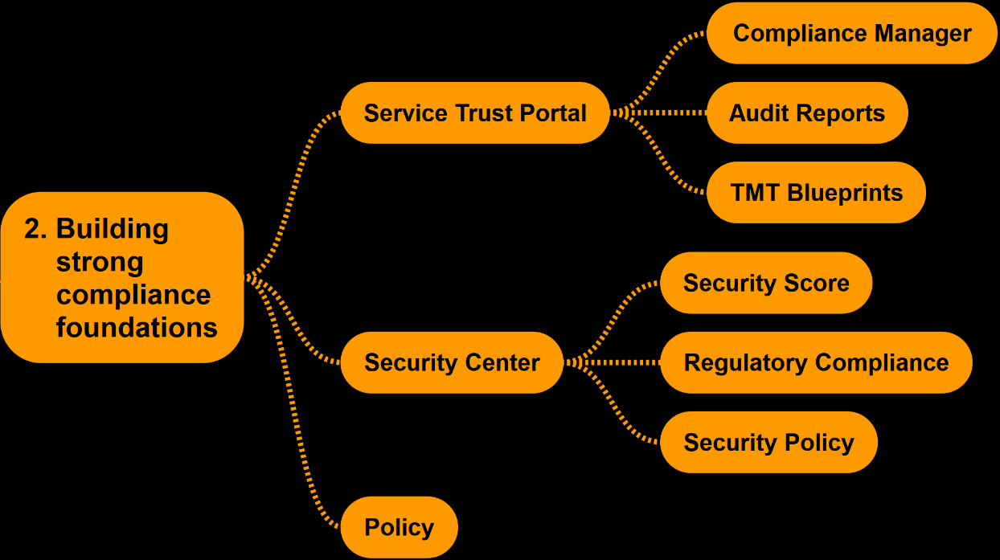 2. Building
strong
compliance
foundations
Service Trust Portal
Compliance Manager
Audit Reports
TMT Blueprints
Security Center
Security Score
Regulatory Compliance
Security Policy
Policy